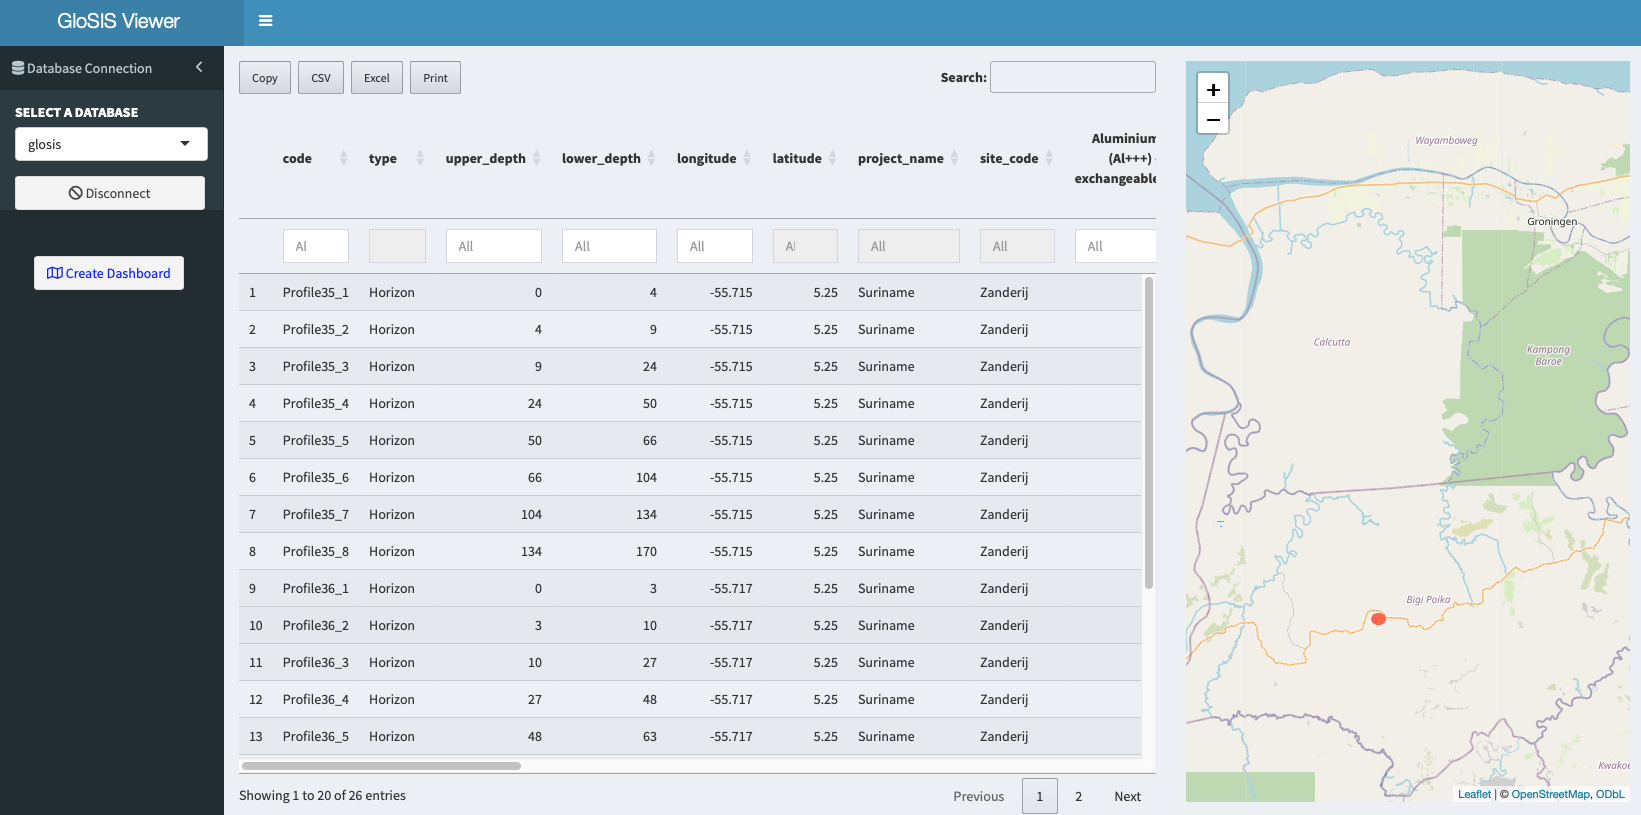 GloSIS Viewer
Database Connection
SELECT A DATABASE
glosis
Disconnect
Create Dashboard
Copy CSV Excel Print
Search:
code type upper_depth lower_depth longitude latitude project_name site_code Aluminium (Al+++) - exchangeable
All All All All All All All All
1 Profile35_1 Horizon 0 4 -55.715 5.25 Suriname Zanderij
2 Profile35_2 Horizon 4 9 -55.715 5.25 Suriname Zanderij
3 Profile35_3 Horizon 9 24 -55.715 5.25 Suriname Zanderij
4 Profile35_4 Horizon 24 50 -55.715 5.25 Suriname Zanderij
5 Profile35_5 Horizon 50 66 -55.715 5.25 Suriname Zanderij
6 Profile35_6 Horizon 66 104 -55.715 5.25 Suriname Zanderij
7 Profile35_7 Horizon 104 134 -55.715 5.25 Suriname Zanderij
8 Profile35_8 Horizon 134 170 -55.715 5.25 Suriname Zanderij
9 Profile36_1 Horizon 0 3 -55.717 5.25 Suriname Zanderij
10 Profile36_2 Horizon 3 10 -55.717 5.25 Suriname Zanderij
11 Profile36_3 Horizon 10 27 -55.717 5.25 Suriname Zanderij
12 Profile36_4 Horizon 27 48 -55.717 5.25 Suriname Zanderij
13 Profile36_5 Horizon 48 63 -55.717 5.25 Suriname Zanderij
Showing 1 to 20 of 26 entries
Previous 1 2 Next
+
−
Wayamboweg
Groningen
Calcutta
Kampong
Baroe
Bigi Poika
Kwakoe
Leaflet | © OpenStreetMap, ODbL